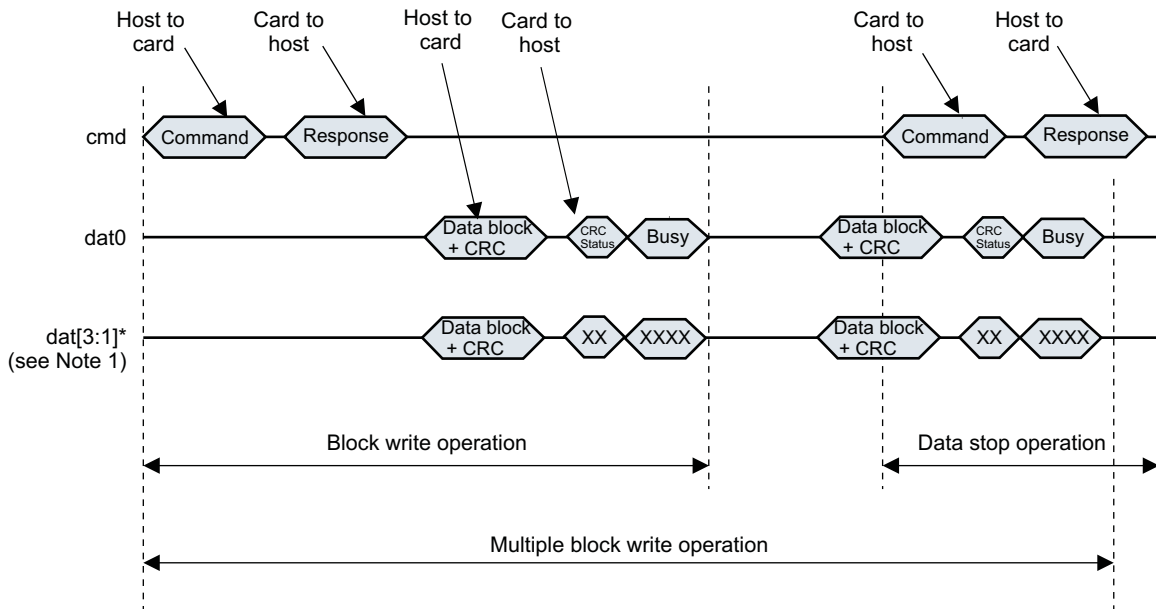 Host to
card
Card to
host
Host to
card
Card to
host
Card to
host
Host to
card
cmd
Command
Response
Command
Response
dat0
Data block
+ CRC
CRC
Status
Busy
Data block
+ CRC
CRC
Status
Busy
dat[3:1]*
(see Note 1)
Data block
+ CRC
XX
XXXX
Data block
+ CRC
XX
XXXX
Block write operation
Data stop operation
Multiple block write operation